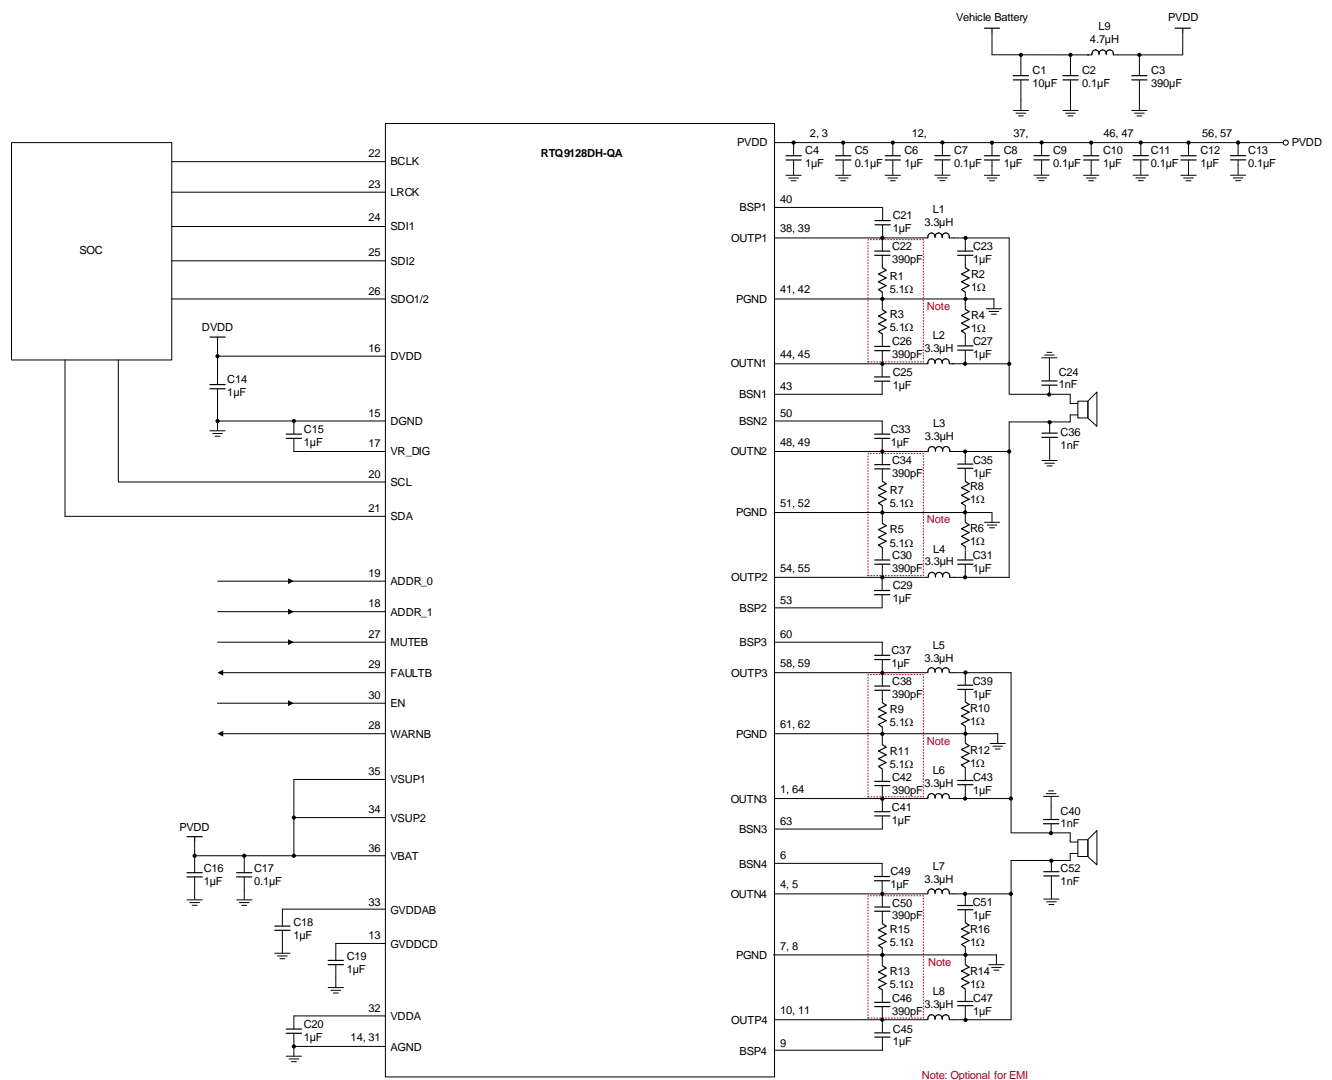 Vehicle Battery
PVDD
L9
4.7μH
C1
10μF
C2
0.1μF
C3
390μF
RTQ9128DH-QA
SOC
22
BCLK
23
LRCK
24
SDI1
25
SDI2
26
SDO1/2
DVDD
16
DVDD
C14
1μF
15
DGND
C15
1μF
17
VR_DIG
20
SCL
21
SDA
19
ADDR_0
18
ADDR_1
27
MUTEB
29
FAULTB
30
EN
28
WARNB
35
VSUP1
34
VSUP2
PVDD
36
VBAT
C16
1μF
C17
0.1μF
33
GVDDAB
C18
1μF
13
GVDDCD
C19
1μF
32
VDDA
C20
1μF
14, 31
AGND
PVDD
2, 3
12,
37,
46, 47
56, 57
PVDD
C4
1μF
C5
0.1μF
C6
1μF
C7
0.1μF
C8
1μF
C9
0.1μF
C10
1μF
C11
0.1μF
C12
1μF
C13
0.1μF
BSP1
40
C21
1μF
L1
3.3μH
OUTP1
38, 39
C22
390pF
C23
1μF
R1
5.1Ω
R2
1Ω
PGND
41, 42
Note
R3
5.1Ω
R4
1Ω
L2
3.3μH
C26
390pF
C27
1μF
OUTN1
44, 45
C25
1μF
C24
1nF
BSN1
43
BSN2
50
C33
1μF
L3
3.3μH
C36
1nF
OUTN2
48, 49
C34
390pF
C35
1μF
R7
5.1Ω
R8
1Ω
PGND
51, 52
Note
R5
5.1Ω
R6
1Ω
L4
3.3μH
C30
390pF
C31
1μF
OUTP2
54, 55
C29
1μF
BSP2
53
BSP3
60
C37
1μF
L5
3.3μH
OUTP3
58, 59
C38
390pF
C39
1μF
R9
5.1Ω
R10
1Ω
PGND
61, 62
Note
R11
5.1Ω
R12
1Ω
L6
3.3μH
C42
390pF
C43
1μF
OUTN3
1, 64
C41
1μF
C40
1nF
BSN3
63
BSN4
6
C49
1μF
L7
3.3μH
C52
1nF
OUTN4
4, 5
C50
390pF
C51
1μF
R15
5.1Ω
R16
1Ω
PGND
7, 8
Note
R13
5.1Ω
R14
1Ω
L8
3.3μH
C46
390pF
C47
1μF
OUTP4
10, 11
C45
1μF
BSP4
9
Note: Optional for EMI